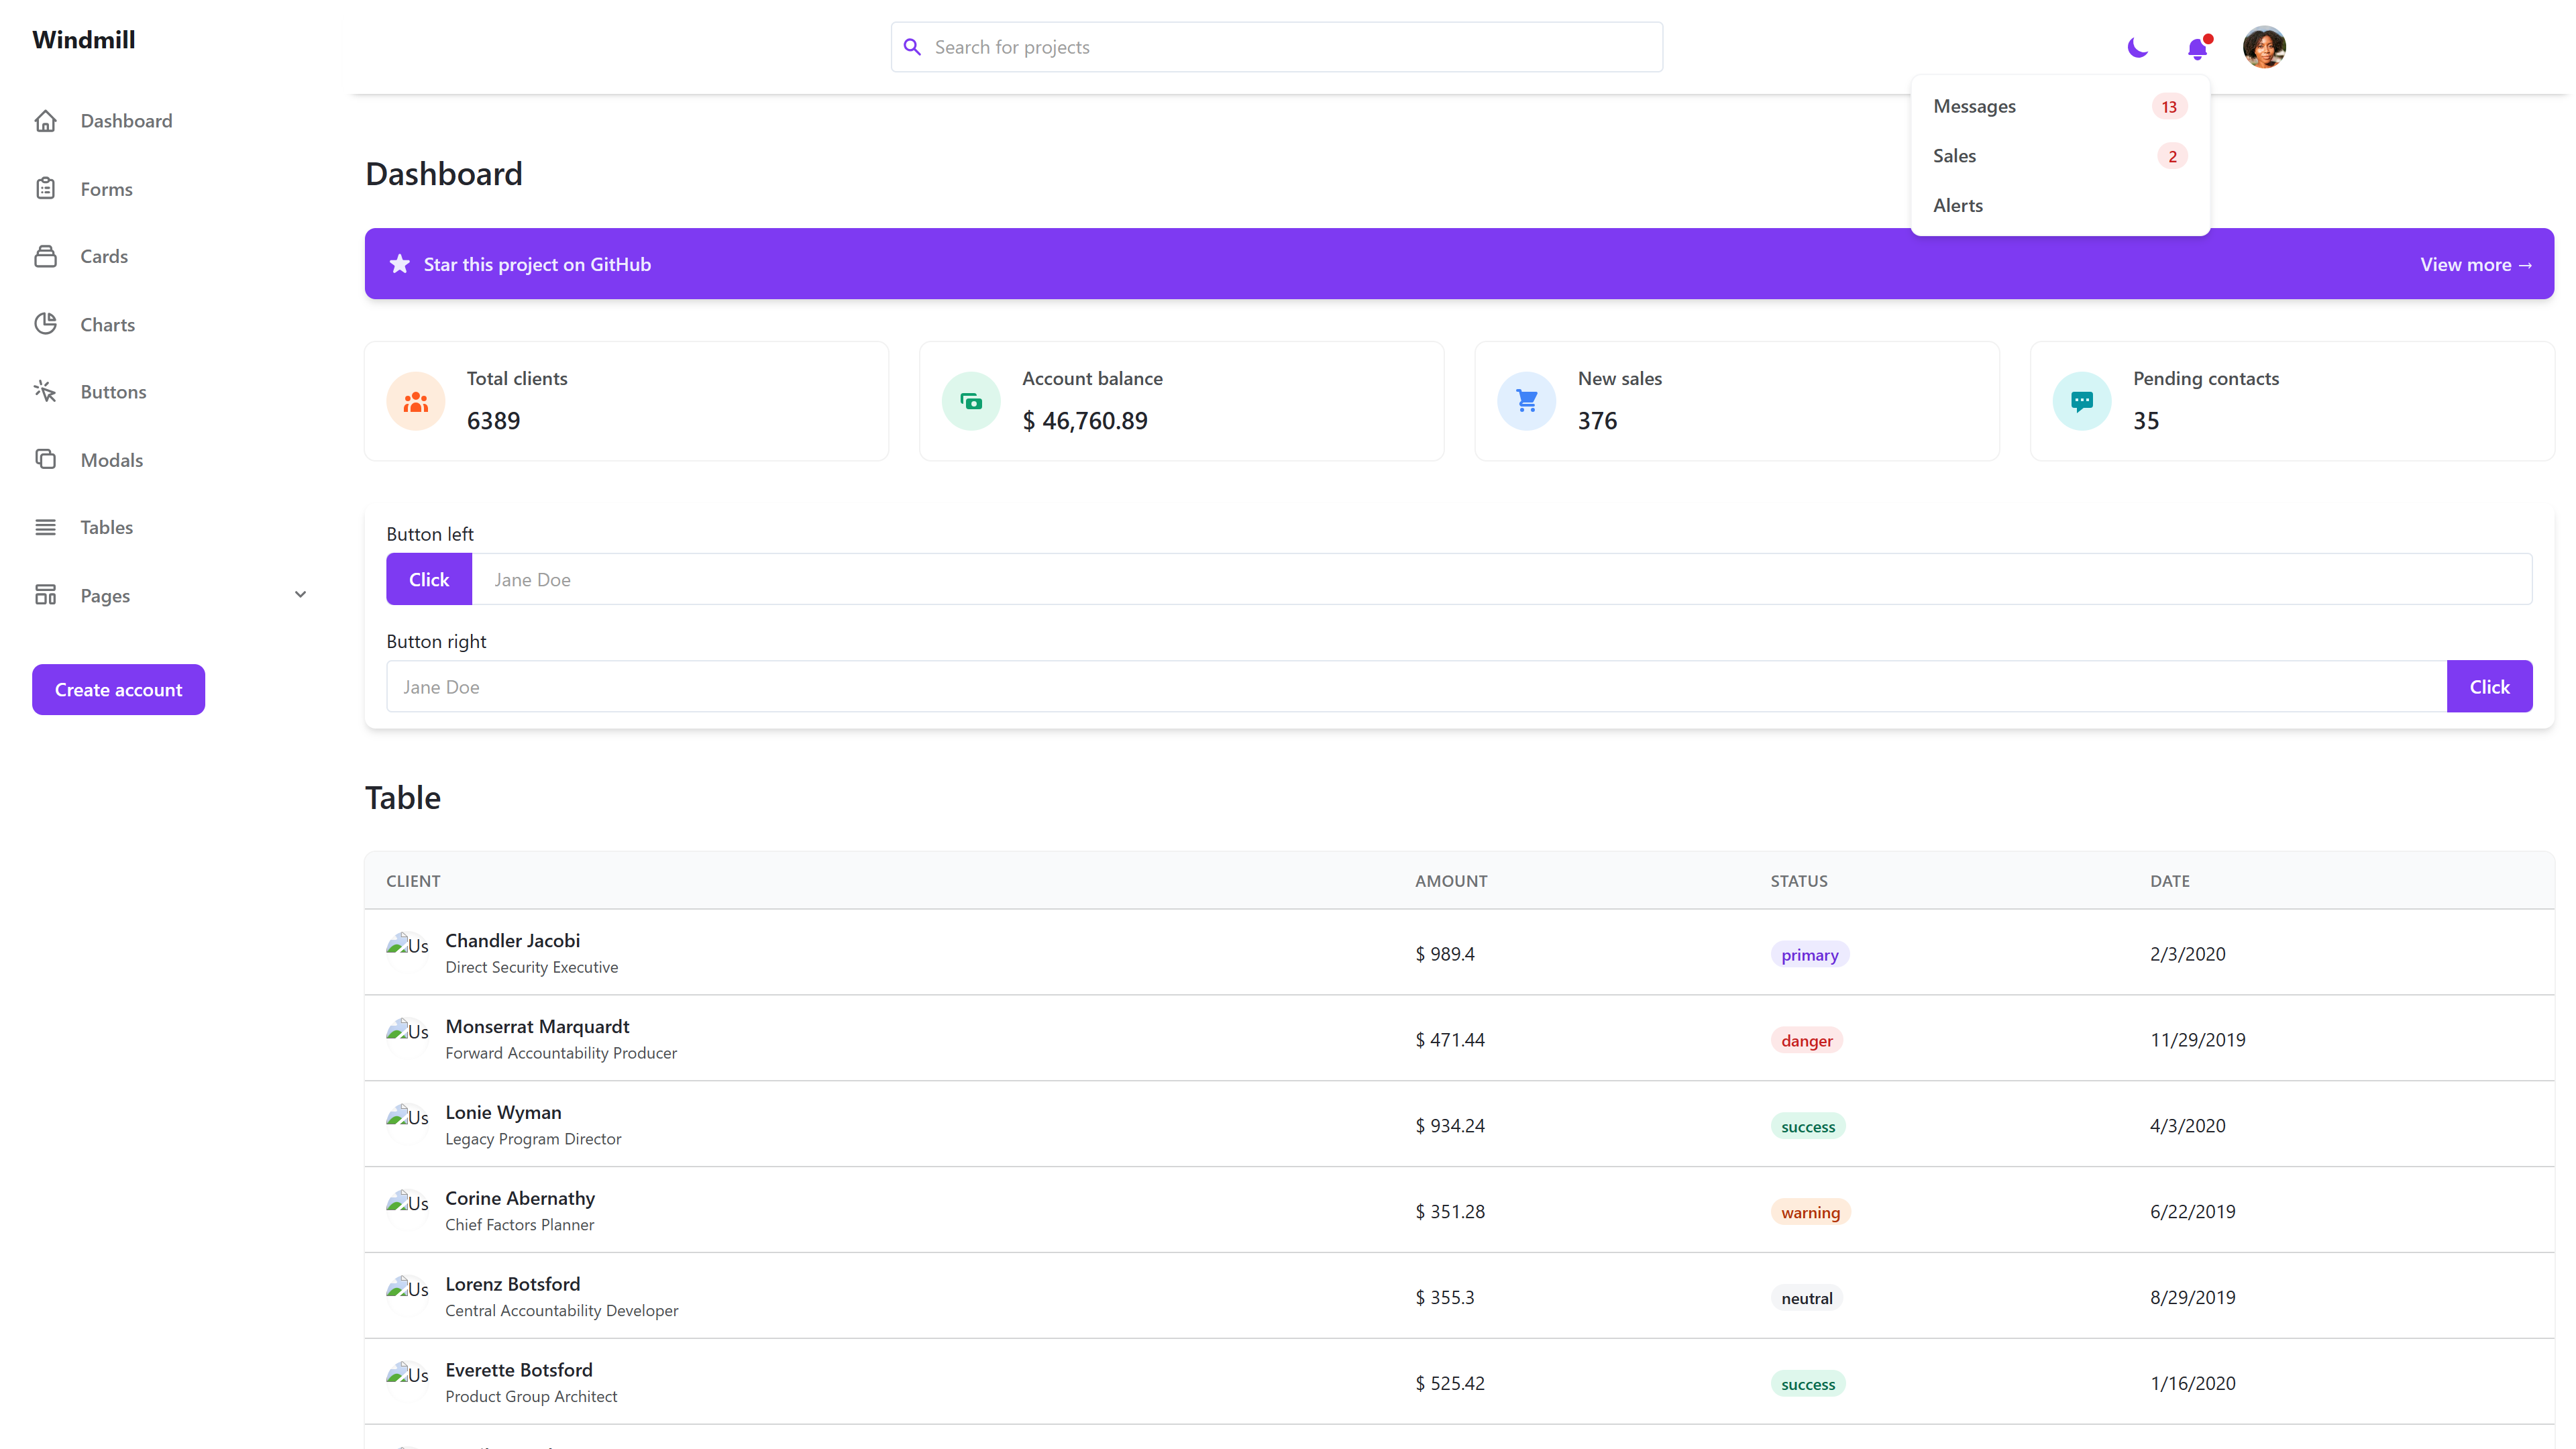 Windmill
Search for projects
Messages 13
Sales 2
Alerts
Dashboard
Forms
Cards
Charts
Buttons
Modals
Tables
Pages
Create account
Dashboard
Star this project on GitHub
View more →
Total clients
6389
Account balance
$ 46,760.89
New sales
376
Pending contacts
35
Button left
Click Jane Doe
Button right
Jane Doe Click
Table
CLIENT AMOUNT STATUS DATE
Us Chandler Jacobi
Direct Security Executive
$ 989.4 primary 2/3/2020
Us Monserrat Marquardt
Forward Accountability Producer
$ 471.44 danger 11/29/2019
Us Lonie Wyman
Legacy Program Director
$ 934.24 success 4/3/2020
Us Corine Abernathy
Chief Factors Planner
$ 351.28 warning 6/22/2019
Us Lorenz Botsford
Central Accountability Developer
$ 355.3 neutral 8/29/2019
Us Everette Botsford
Product Group Architect
$ 525.42 success 1/16/2020